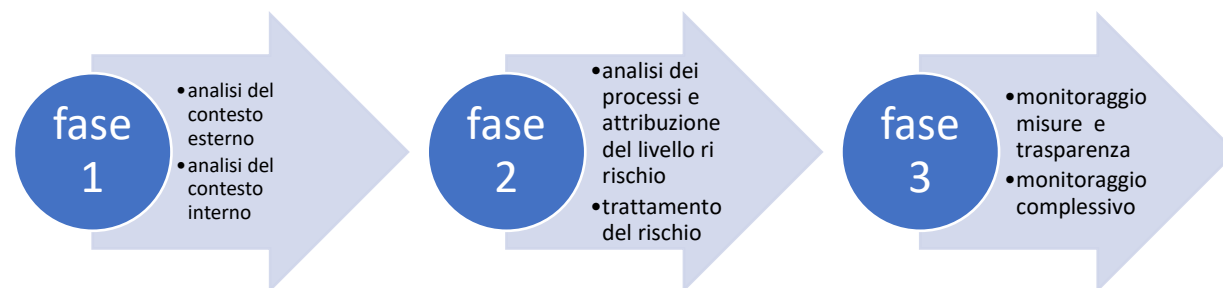 fase
1
•analisi del
contesto
esterno
•analisi del
contesto
interno
fase
2
•analisi dei
processi e
attribuzione
del livello ri
rischio
•trattamento
del rischio
fase
3
•monitoraggio
misure e
trasparenza
•monitoraggio
complessivo